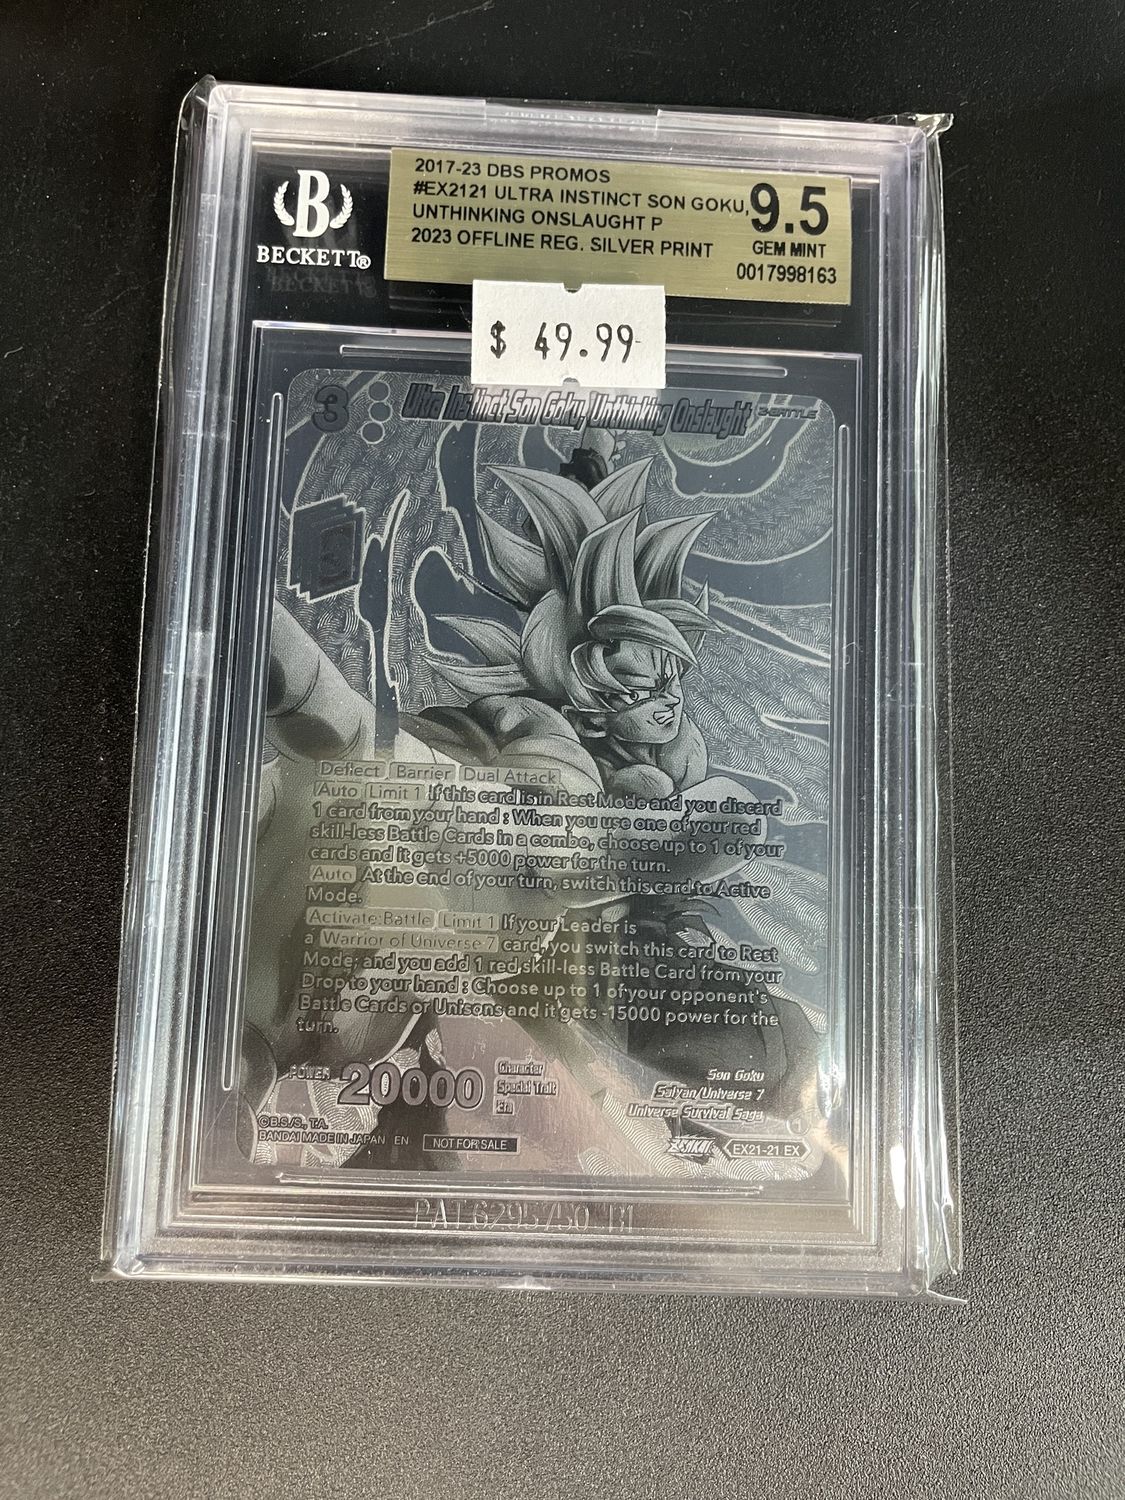 2017-23 DBS PROMOS
#EX2121 ULTRA INSTINCT SON GOKU,
UNTHINKING ONSLAUGHT P
2023 OFFLINE REG. SILVER PRINT
9.5
GEM MINT
0017998163
B
BECKETT®
$ 49.99
3
Ultra Instinct Son Goku, Unthinking Onslaught
Z-BATTLE
Deflect Barrier Dual Attack
Auto Limit 1 If this card is in Rest Mode and you discard
1 card from your hand : When you use one of your red
skill-less Battle Cards in a combo, choose up to 1 of your
cards and it gets +5000 power for the turn.
Auto At the end of your turn, switch this card to Active
Mode.
Activate:Battle Limit 1 If your Leader is
a Warrior of Universe 7 card, you switch this card to Rest
Mode, and you add 1 red skill-less Battle Card from your
Drop to your hand : Choose up to 1 of your opponent's
Battle Cards or Unisons and it gets -15000 power for the
turn.
POWER 20000
Character
Special Trait
Era
Son Goku
Saiyan/Universe 7
Universe Survival Saga
1
©B.S./S., T.A.
BANDAI MADE IN JAPAN EN NOT FOR SALE
EX21-21 EX
PAT.6295750 B1